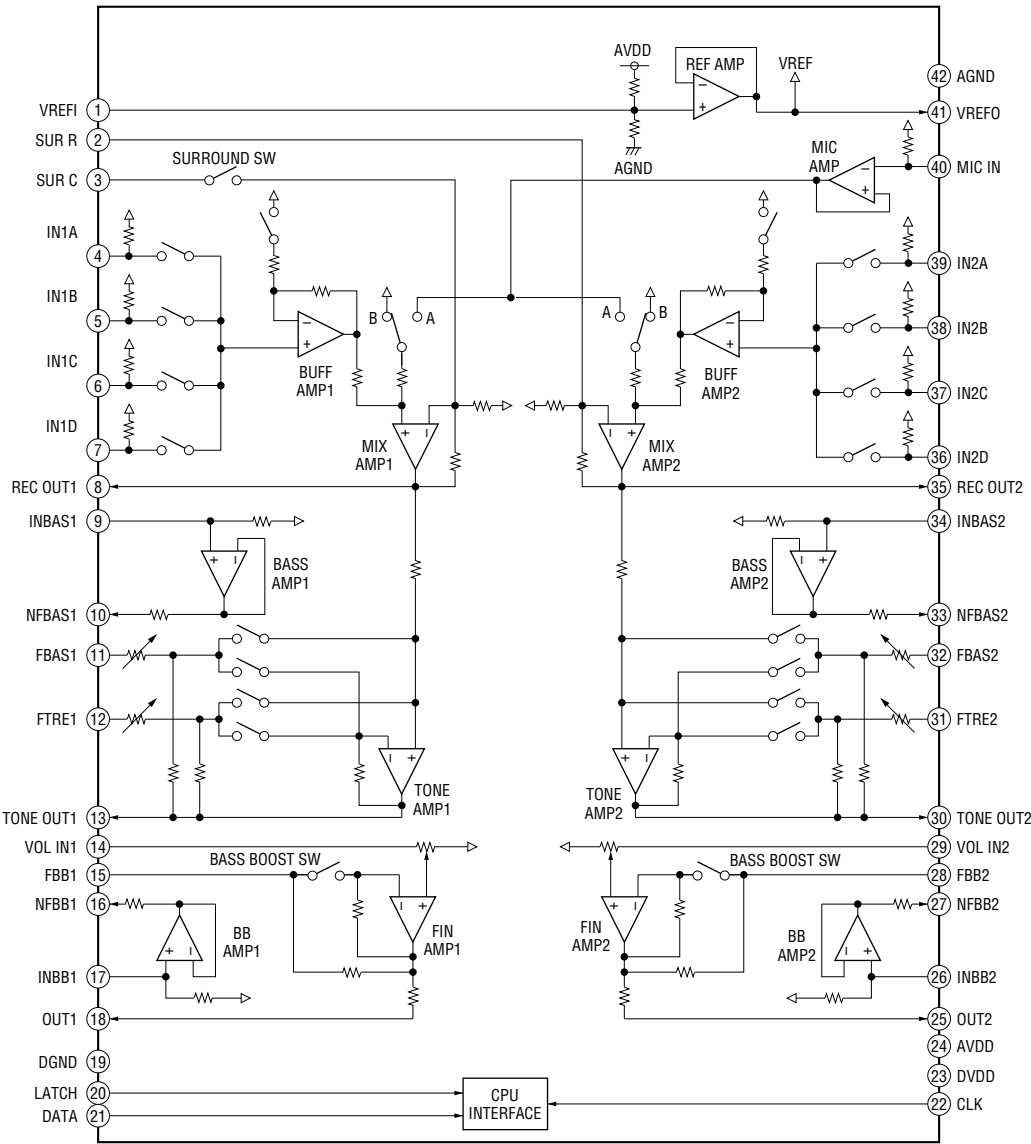 AVDD
REF AMP
VREF
42 AGND
VREFI 1
41 VREFO
SUR R 2
AGND
MIC
AMP
40 MIC IN
SURROUND SW
SUR C 3
IN1A
4
39 IN2A
IN1B
5
38 IN2B
B
A
A
B
− +
BUFF
AMP1
BUFF
AMP2
IN1C
6
37 IN2C
IN1D
7
36 IN2D
MIX
AMP1
MIX
AMP2
REC OUT1 8
35 REC OUT2
INBAS1 9
34 INBAS2
BASS
AMP1
BASS
AMP2
NFBAS1 10
33 NFBAS2
FBAS1 11
32 FBAS2
FTRE1 12
31 FTRE2
TONE
AMP1
TONE
AMP2
TONE OUT1 13
30 TONE OUT2
VOL IN1 14
29 VOL IN2
BASS BOOST SW
BASS BOOST SW
FBB1 15
28 FBB2
NFBB1 16
27 NFBB2
BB
AMP1
FIN
AMP1
FIN
AMP2
BB
AMP2
INBB1 17
26 INBB2
OUT1 18
25 OUT2
24 AVDD
DGND 19
23 DVDD
LATCH 20
CPU
INTERFACE
22 CLK
DATA 21